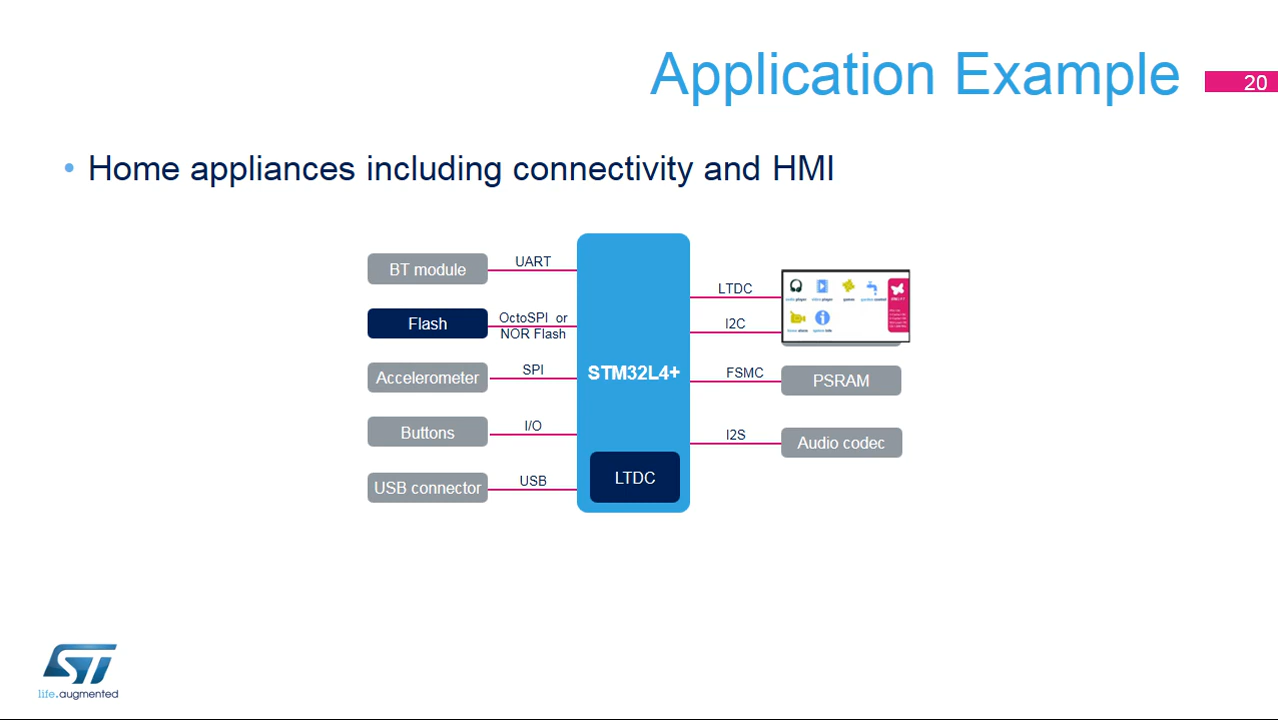 Application Example
20
• Home appliances including connectivity and HMI
BT module
UART
Flash
OctoSPI or
NOR Flash
Accelerometer
SPI
Buttons
I/O
USB connector
USB
STM32L4+
LTDC
LTDC
I2C
FSMC
PSRAM
I2S
Audio codec
ST
life.augmented